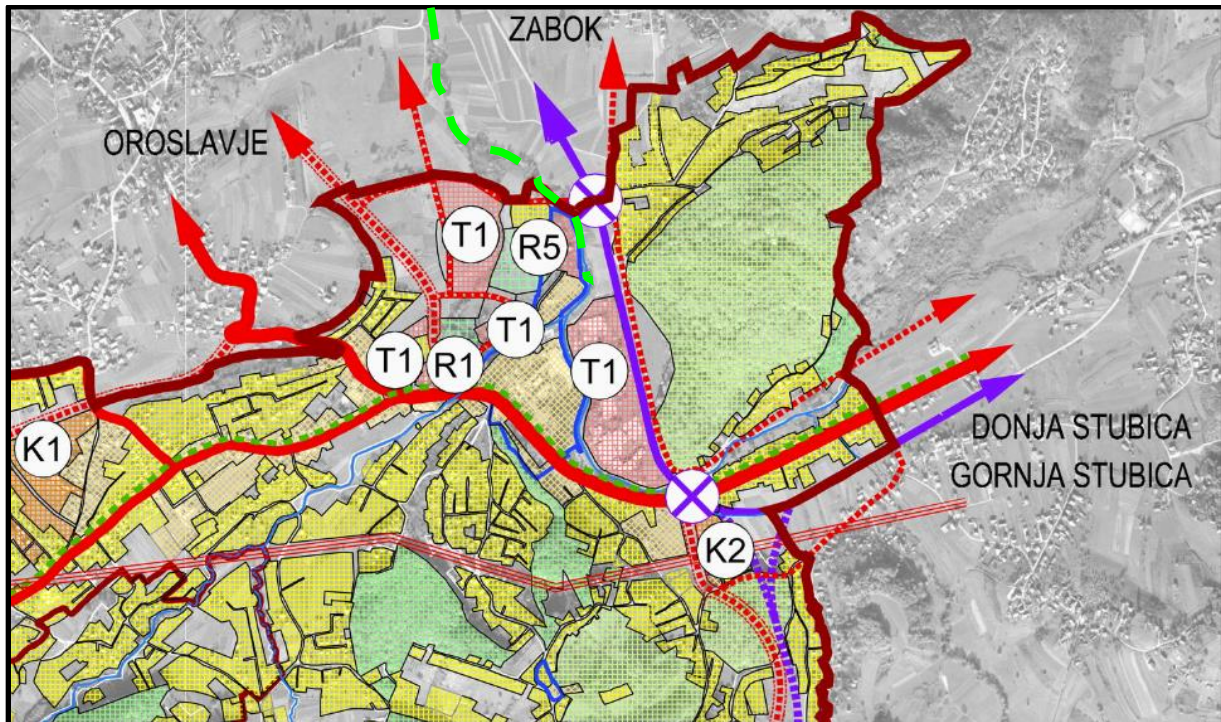 ZABOK
OROSLAVJE
T1
R5
T1
T1
R1
T1
K1
DONJA STUBICA
GORNJA STUBICA
K2